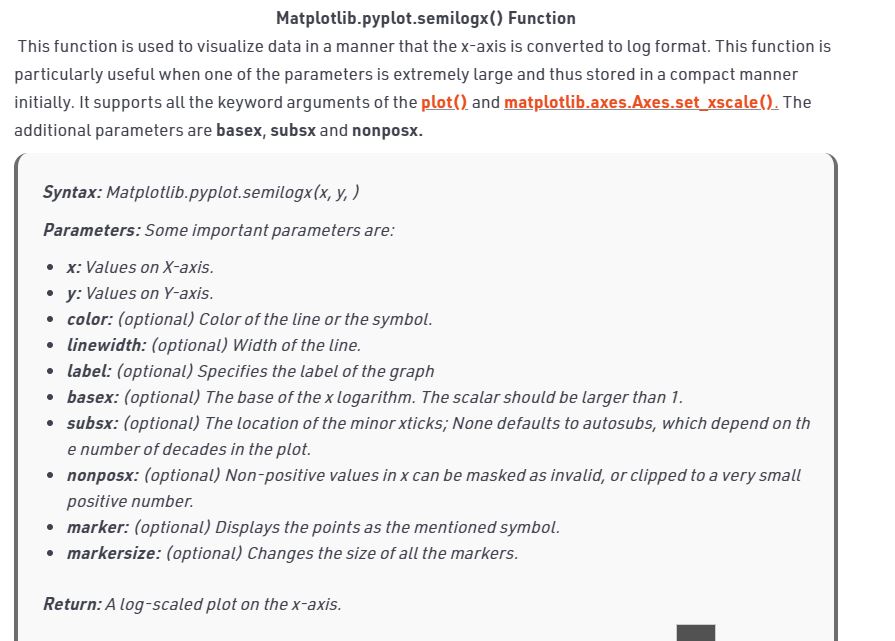 Matplotlib.pyplot.semilogx() Function
This function is used to visualize data in a manner that the x-axis is converted to log format. This function is
particularly useful when one of the parameters is extremely large and thus stored in a compact manner
initially. It supports all the keyword arguments of the plot() and matplotlib.axes.Axes.set_xscale(). The
additional parameters are basex, subsx and nonposx.
Syntax: Matplotlib.pyplot.semilogx(x, y, )
Parameters: Some important parameters are:
• x: Values on X-axis.
• y: Values on Y-axis.
• color: (optional) Color of the line or the symbol.
• linewidth: (optional) Width of the line.
• label: (optional) Specifies the label of the graph
• basex: (optional) The base of the x logarithm. The scalar should be larger than 1.
• subsx: (optional) The location of the minor xticks; None defaults to autosubs, which depend on th
e number of decades in the plot.
• nonposx: (optional) Non-positive values in x can be masked as invalid, or clipped to a very small
positive number.
• marker: (optional) Displays the points as the mentioned symbol.
• markersize: (optional) Changes the size of all the markers.
Return: A log-scaled plot on the x-axis.